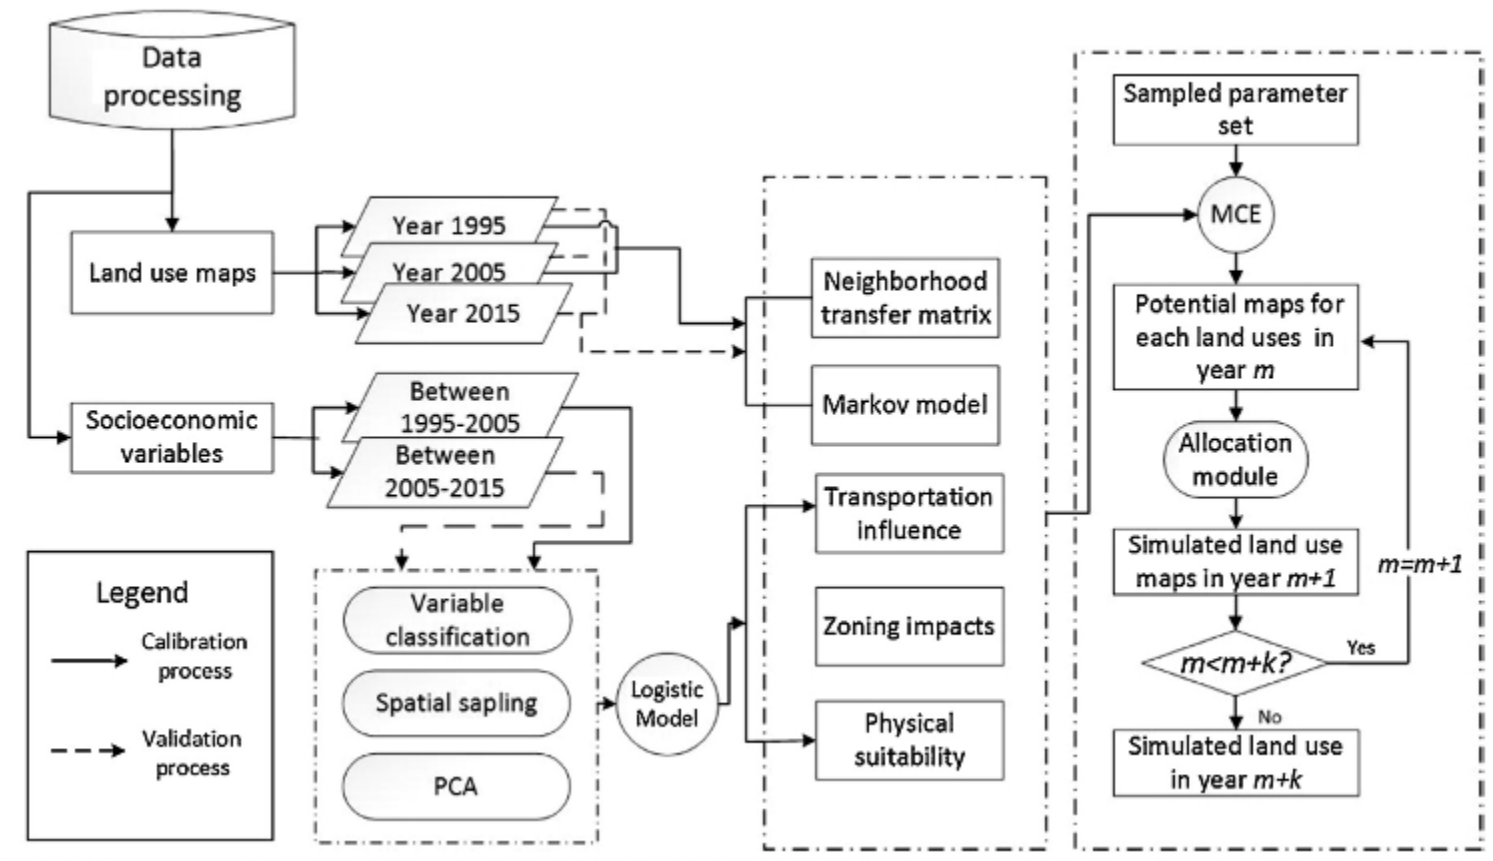 Data
processing
Land use maps
Year 1995
Year 2005
Year 2015
Socioeconomic
variables
Between
1995-2005
Between
2005-2015
Legend
Calibration
process
Validation
process
Variable
classification
Spatial sapling
PCA
Logistic
Model
Neighborhood
transfer matrix
Markov model
Transportation
influence
Zoning impacts
Physical
suitability
Sampled parameter
set
MCE
Potential maps for
each land uses in
year m
Allocation
module
Simulated land use
maps in year m+1
m=m+1
m<m+k?
Yes
No
Simulated land use
in year m+k